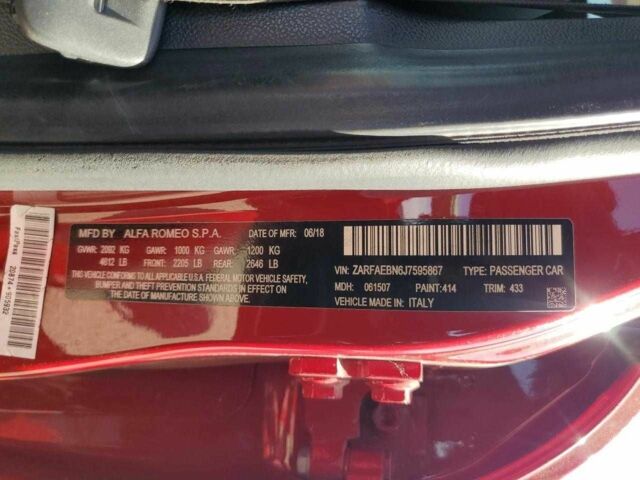 MFD BY ALFA ROMEO S.P.A. DATE OF MFR 06/18
GVWR: 2092 KG GAWR: 1000 KG GAWR: 1200 KG
4612 LB FRONT: 2205 LB REAR: 2646 LB
THIS VEHICLE CONFORMS TO ALL APPLICABLE U.S.A. FEDERAL MOTOR VEHICLE SAFETY,
BUMPER AND THEFT PREVENTION STANDARDS IN EFFECT
ON THE DATE OF MANUFACTURE SHOWN ABOVE
VIN: ZARFAEBN6J7595867 TYPE: PASSENGER CAR
MDH: 061507 PAINT:414 TRIM: 433
VEHICLE MADE IN: ITALY